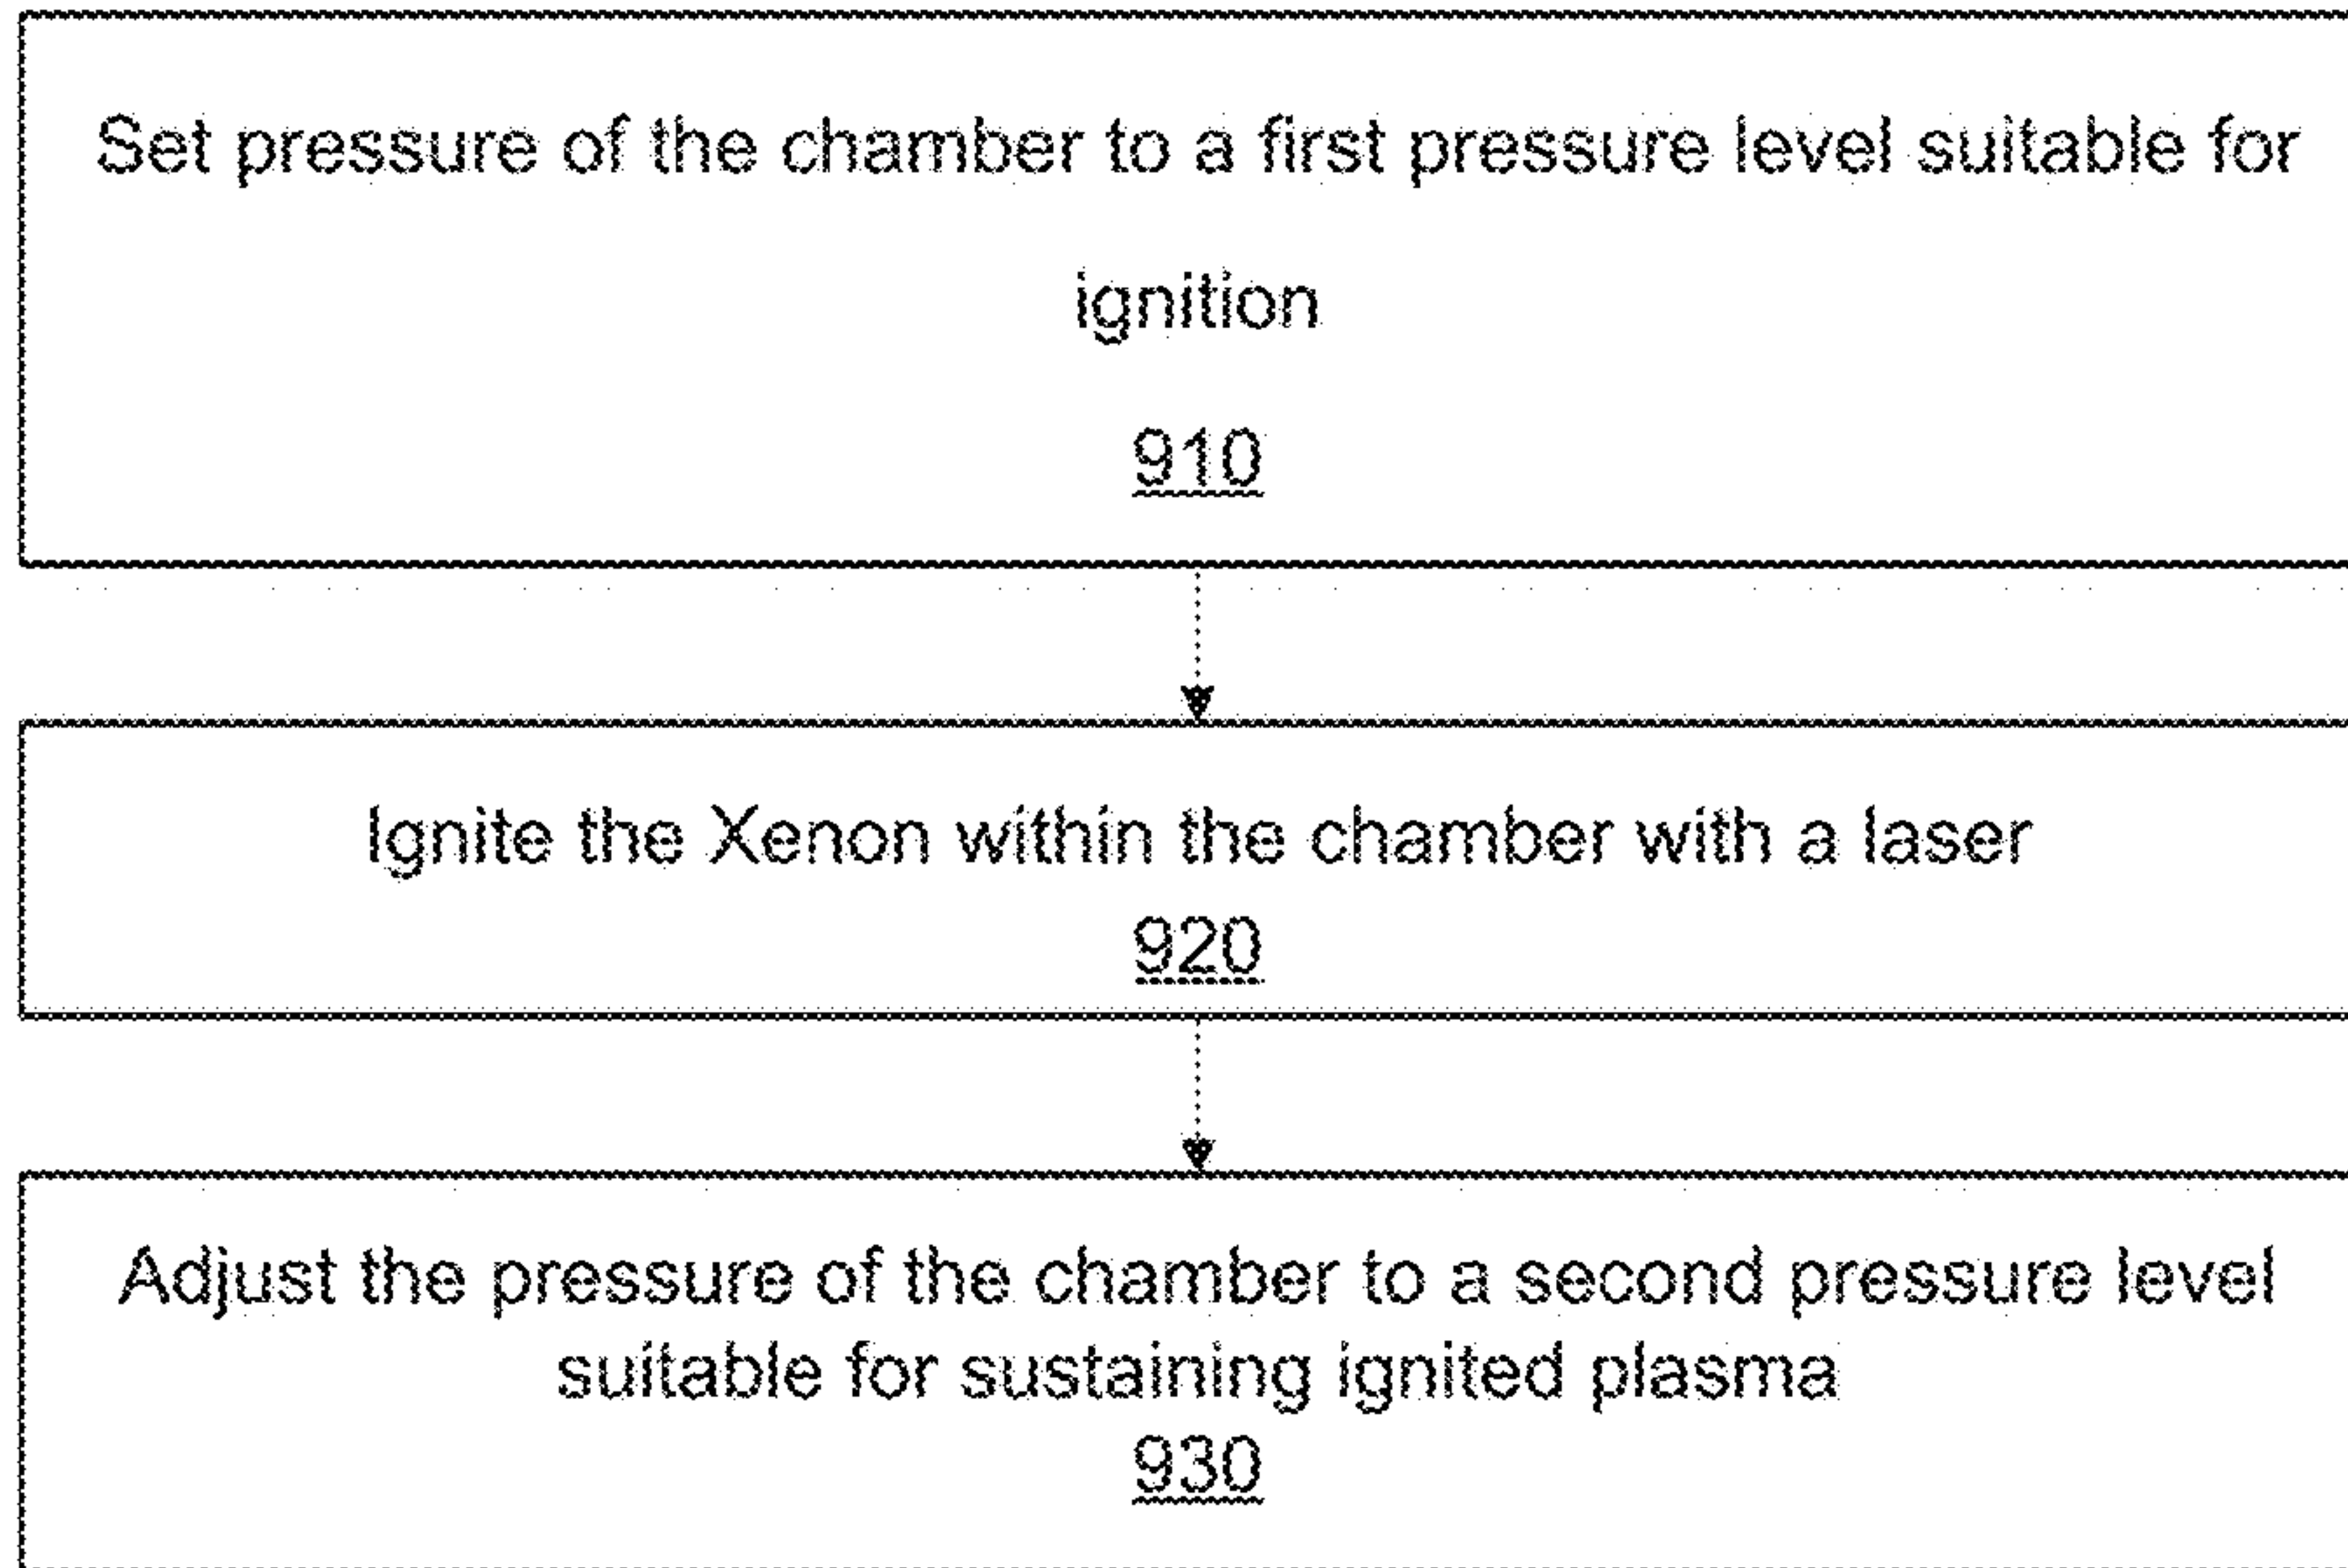 Set pressure of the chamber to a first pressure level suitable for
ignition
910
Ignite the Xenon within the chamber with a laser
920
Adjust the pressure of the chamber to a second pressure level
suitable for sustaining ignited plasma
930